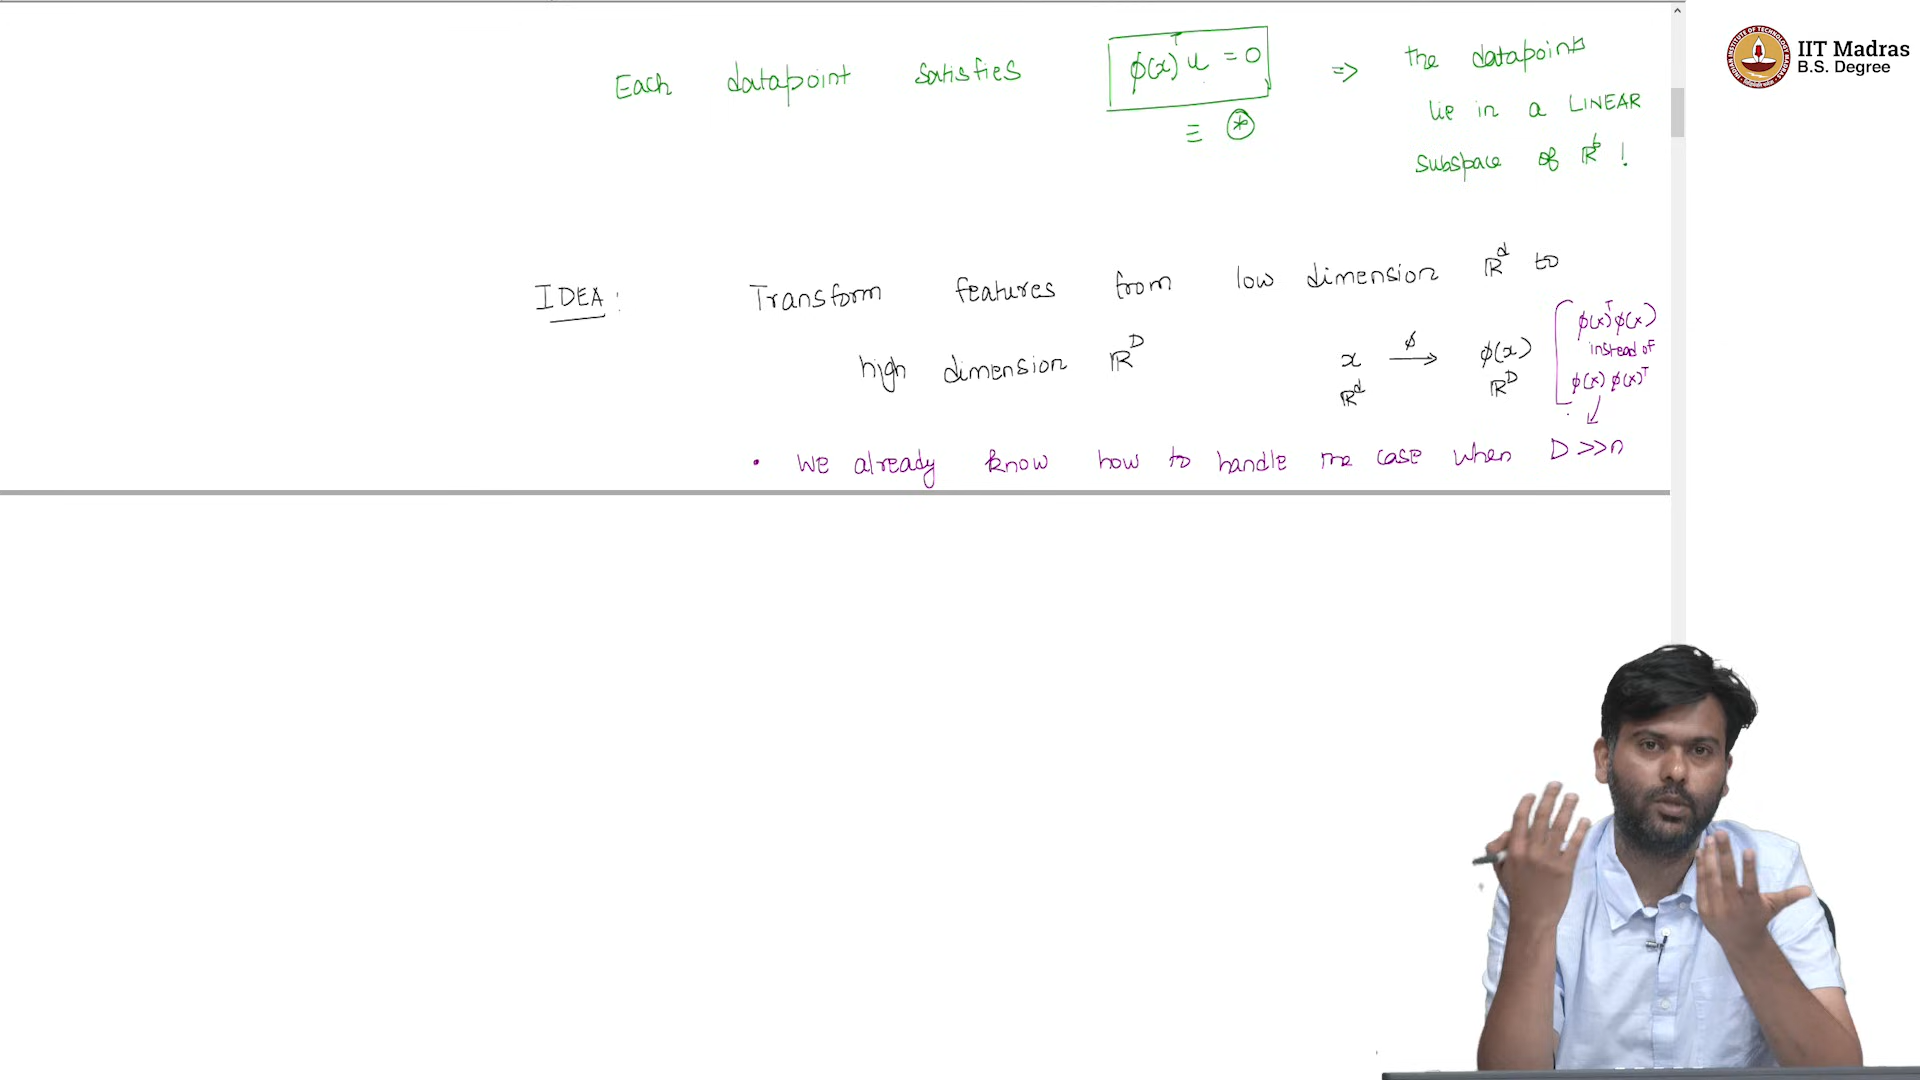 Each datapoint satisfies ϕ(x)ᵀu = 0 => the datapoints
≡ ⊛ lie in a LINEAR
subspace of ℝ⁶ !
IDEA : Transform features from low dimension ℝᵈ to
high dimension ℝᴰ x →ϕ ϕ(x)
ℝᵈ ℝᴰ
ϕ(x)ᵀϕ(x)
instead of
ϕ(x) ϕ(x)ᵀ
• We already know how to handle the case when D >> n
IIT Madras
B.S. Degree